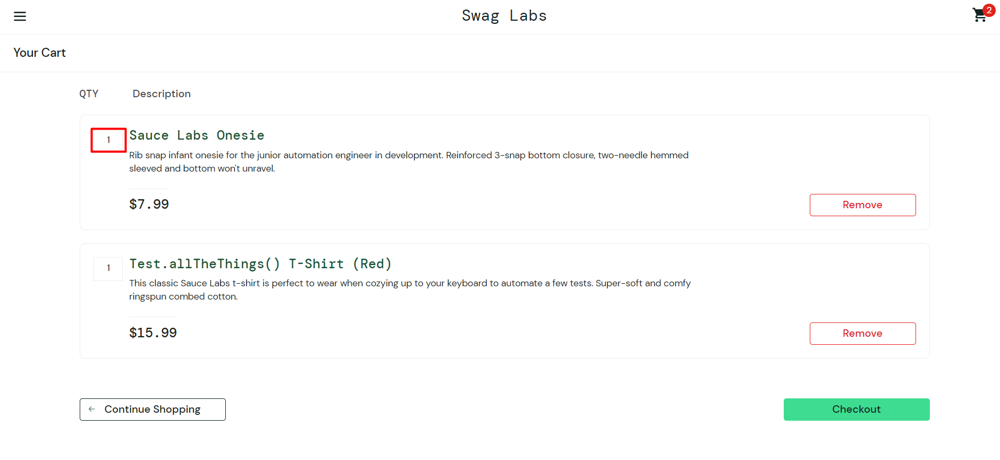 Swag Labs
2
Your Cart
QTY Description
1
Sauce Labs Onesie
Rib snap infant onesie for the junior automation engineer in development. Reinforced 3-snap bottom closure, two-needle hemmed
sleeved and bottom won't unravel.
$7.99
Remove
1
Test.allTheThings() T-Shirt (Red)
This classic Sauce Labs t-shirt is perfect to wear when cozying up to your keyboard to automate a few tests. Super-soft and comfy
ringspun combed cotton.
$15.99
Remove
Continue Shopping
Checkout